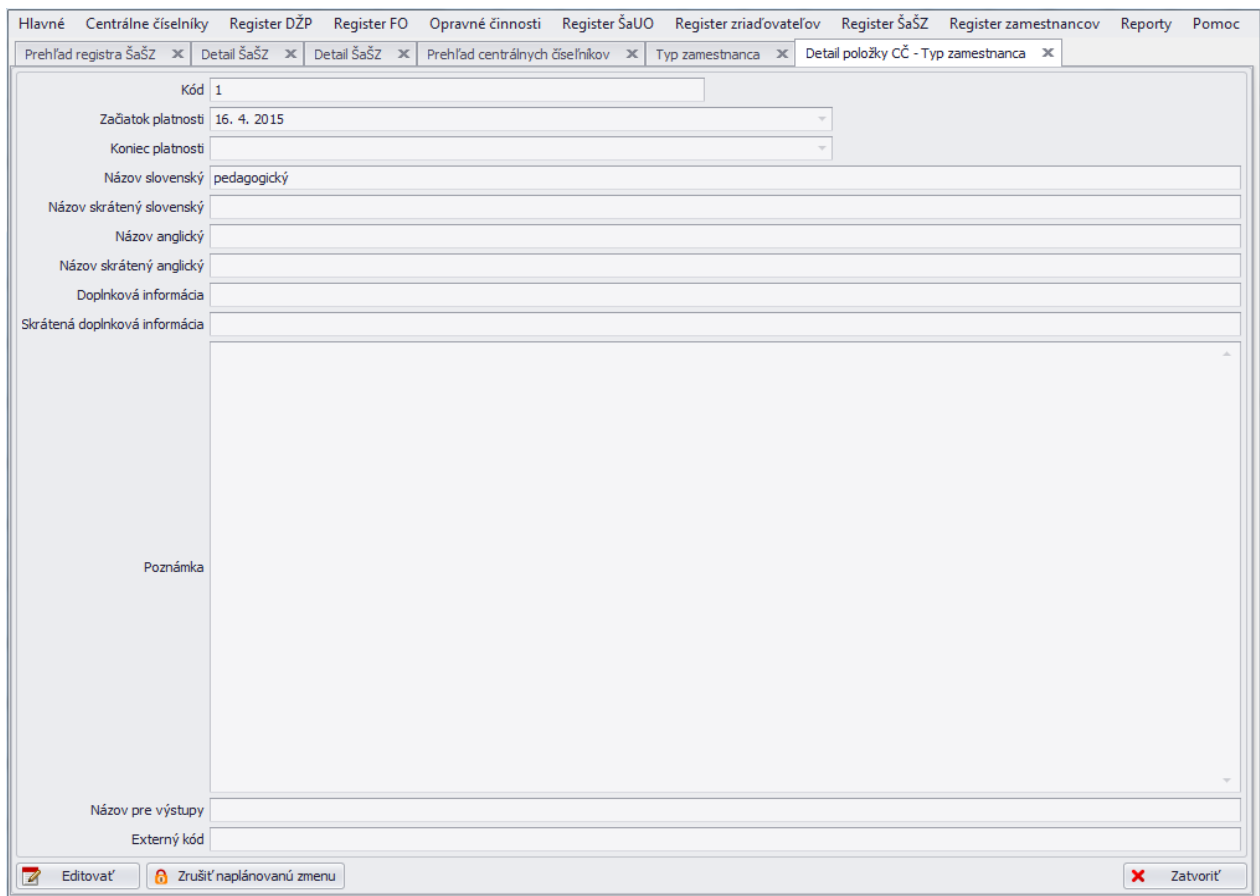 Hlavné Centrálne číselníky Register DŽP Register FO Opravné činnosti Register ŠaUO Register zriaďovateľov Register ŠaŠZ Register zamestnancov Reporty Pomoc
Prehľad registra ŠaŠZ Detail ŠaŠZ Detail ŠaŠZ Prehľad centrálnych číseľníkov Typ zamestnanca Detail položky CČ - Typ zamestnanca
Kód 1
Začiatok platnosti 16. 4. 2015
Koniec platnosti
Názov slovenský pedagogický
Názov skrátený slovenský
Názov anglický
Názov skrátený anglický
Doplnková informácia
Skrátená doplnková informácia
Poznámka
Názov pre výstupy
Externý kód
Editovať Zrušiť naplánovanú zmenu Zatvoriť